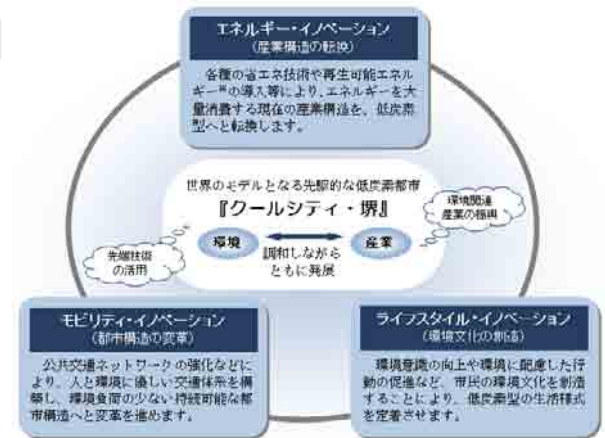 エネルギー・イノベーション
(産業構造の転換)
各種の省エネ技術や再生可能エネル
ギー※の導入等により、エネルギーを大
量消費する現在の産業構造を、低炭素
型へと転換します。
世界のモデルとなる先駆的な低炭素都市
『クールシティ・堺』
環境
産業
調和しながら
ともに発展
環境関連
産業の振興
先端技術
の活用
モビリティ・イノベーション
(都市構造の変革)
公共交通ネットワークの強化などに
より、人と環境に優しい交通体系を構
築し、環境負荷の少ない持続可能な都
市構造へと変革を進めます。
ライフスタイル・イノベーション
(環境文化の創造)
環境意識の向上や環境に配慮した行
動の促進など、市民の環境文化を創造
することにより、低炭素型の生活様式
を定着させます。